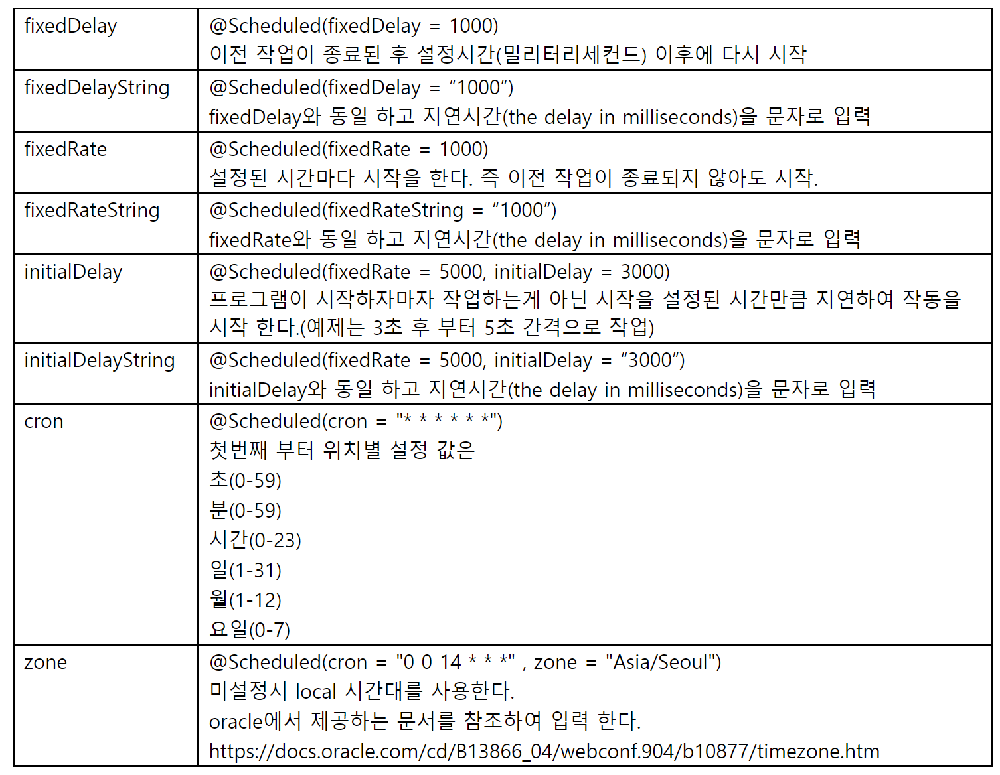 fixedDelay
@Scheduled(fixedDelay = 1000)
이전 작업이 종료된 후 설정시간(밀리터리세컨드) 이후에 다시 시작
fixedDelayString
@Scheduled(fixedDelay = “1000”)
fixedDelay와 동일 하고 지연시간(the delay in milliseconds)을 문자로 입력
fixedRate
@Scheduled(fixedRate = 1000)
설정된 시간마다 시작을 한다. 즉 이전 작업이 종료되지 않아도 시작.
fixedRateString
@Scheduled(fixedRateString = “1000”)
fixedRate와 동일 하고 지연시간(the delay in milliseconds)을 문자로 입력
initialDelay
@Scheduled(fixedRate = 5000, initialDelay = 3000)
프로그램이 시작하자마자 작업하는게 아닌 시작을 설정된 시간만큼 지연하여 작동을
시작 한다.(예제는 3초 후 부터 5초 간격으로 작업)
initialDelayString
@Scheduled(fixedRate = 5000, initialDelay = “3000”)
initialDelay와 동일 하고 지연시간(the delay in milliseconds)을 문자로 입력
cron
@Scheduled(cron = "* * * * * *")
첫번째 부터 위치별 설정 값은
초(0-59)
분(0-59)
시간(0-23)
일(1-31)
월(1-12)
요일(0-7)
zone
@Scheduled(cron = "0 0 14 * * *" , zone = "Asia/Seoul")
미설정시 local 시간대를 사용한다.
oracle에서 제공하는 문서를 참조하여 입력 한다.
https://docs.oracle.com/cd/B13866_04/webconf.904/b10877/timezone.htm